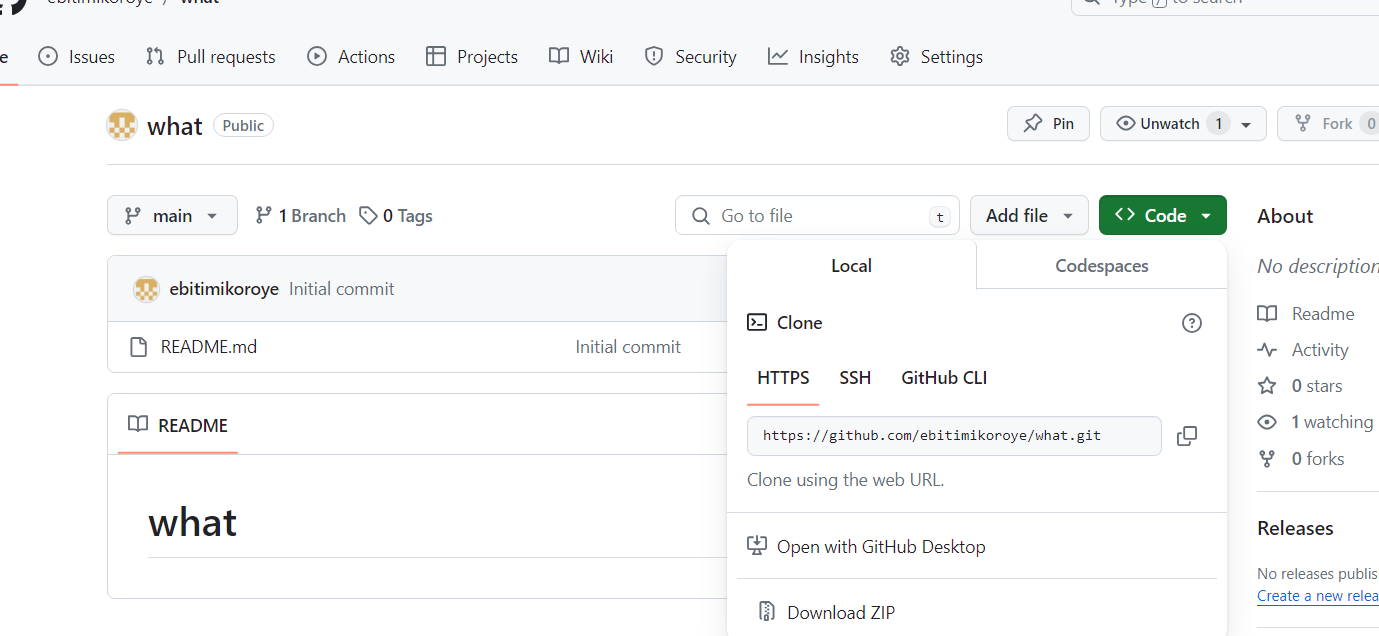 ebitimikoroye / what
Type / to search
e Issues Pull requests Actions Projects Wiki Security Insights Settings
what Public Pin Unwatch 1 Fork 0
main 1 Branch 0 Tags Go to file t Add file Code
About
Local Codespaces
No description
ebitimikoroye Initial commit
Clone
Readme
README.md Initial commit
Activity
HTTPS SSH GitHub CLI
0 stars
README
1 watching
https://github.com/ebitimikoroye/what.git
0 forks
Clone using the web URL.
what
Releases
Open with GitHub Desktop
No releases publis
Create a new relea
Download ZIP